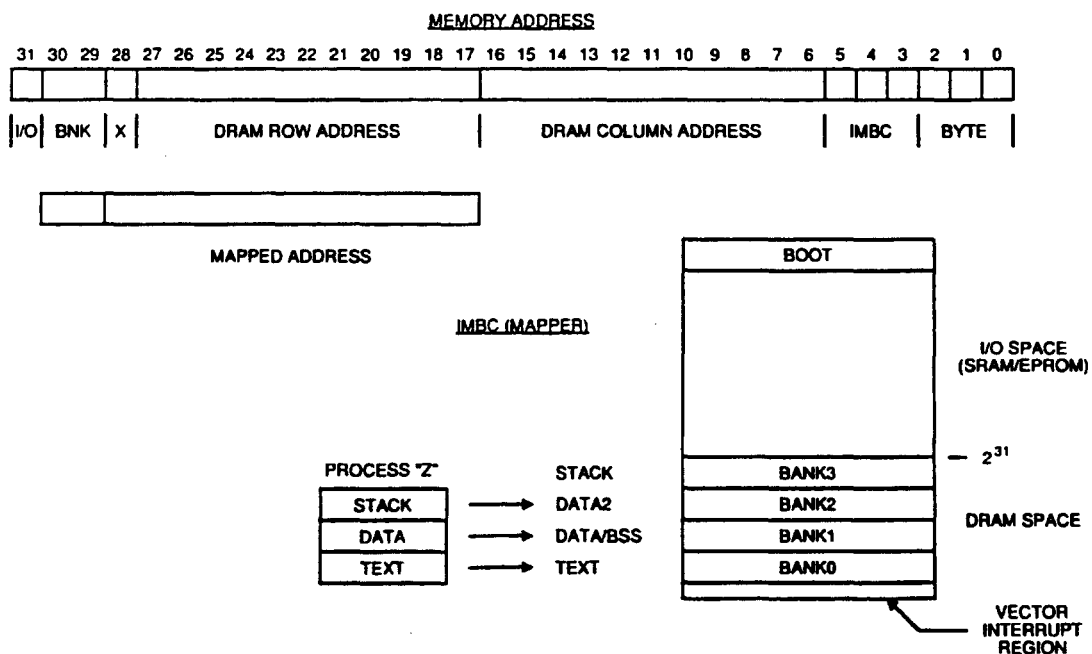 MEMORY ADDRESS
31 30 29 28 27 26 25 24 23 22 21 20 19 18 17 16 15 14 13 12 11 10 9 8 7 6 5 4 3 2 1 0
I/O BNK X DRAM ROW ADDRESS DRAM COLUMN ADDRESS IMBC BYTE
MAPPED ADDRESS
IMBC (MAPPER)
BOOT
I/O SPACE
(SRAM/EPROM)
2^31
PROCESS "Z"
STACK
DATA
TEXT
STACK
DATA2
DATA/BSS
TEXT
BANK3
BANK2
BANK1
BANK0
DRAM SPACE
VECTOR
INTERRUPT
REGION